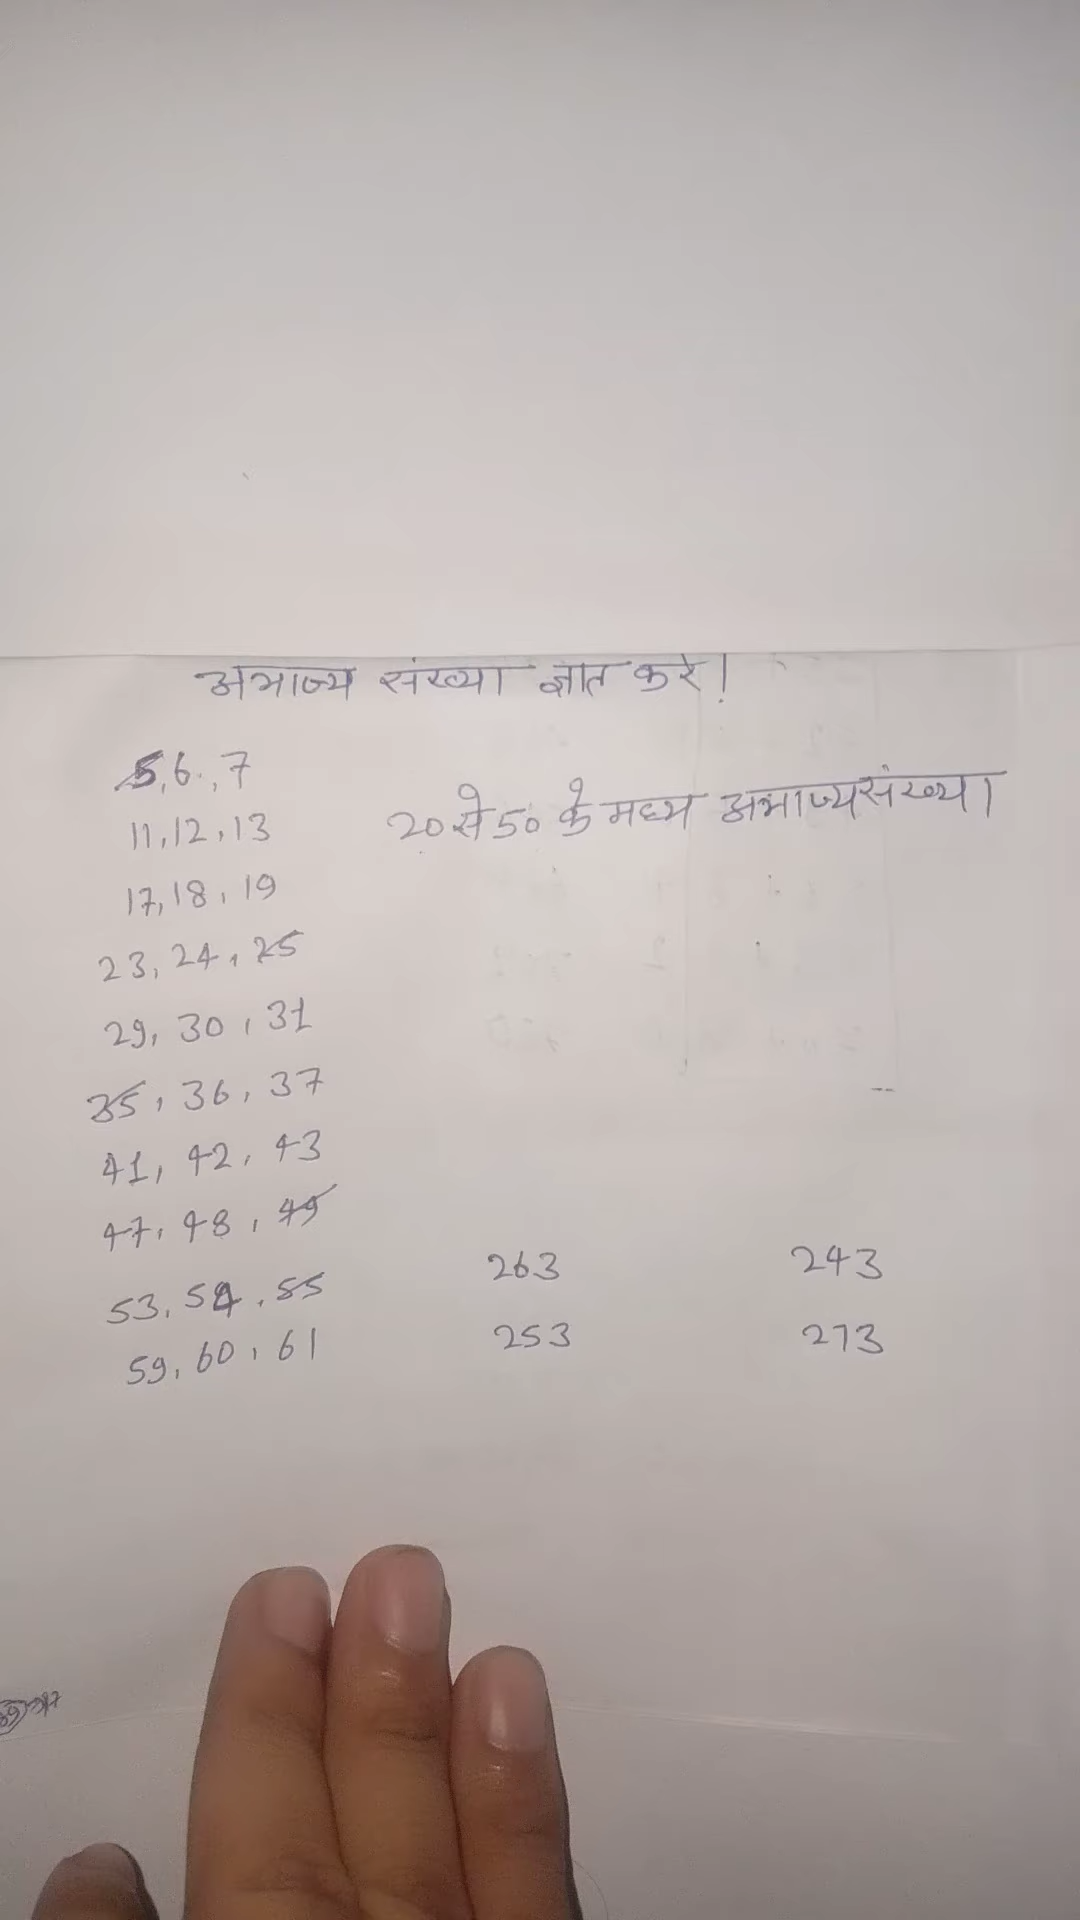 अभाज्य संख्या ज्ञात करे!
5, 6, 7
11, 12, 13
17, 18, 19
23, 24, 25
29, 30, 31
35, 36, 37
41, 42, 43
47, 48, 49
53, 54, 55
59, 60, 61
20 से 50 के मध्य अभाज्य संख्या।
263 243
253 273